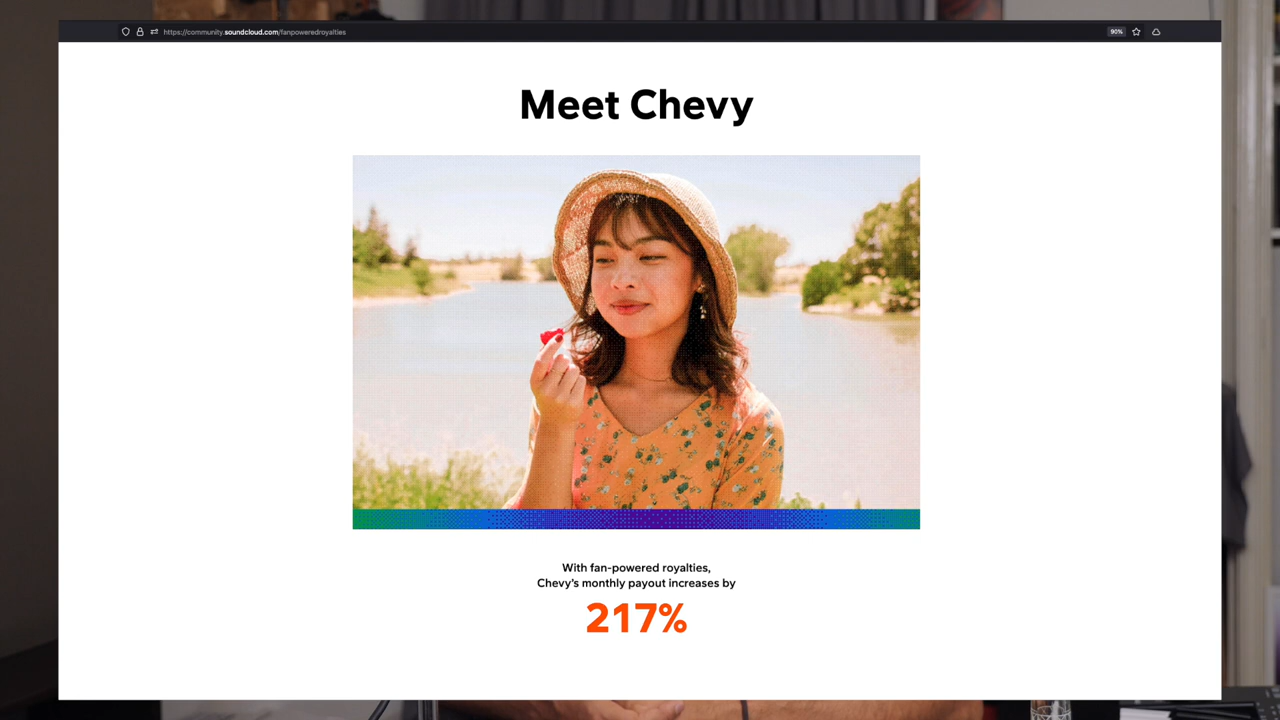 https://community.soundcloud.com/fanpoweredroyalties
90%
Meet Chevy
With fan-powered royalties,
Chevy's monthly payout increases by
217%